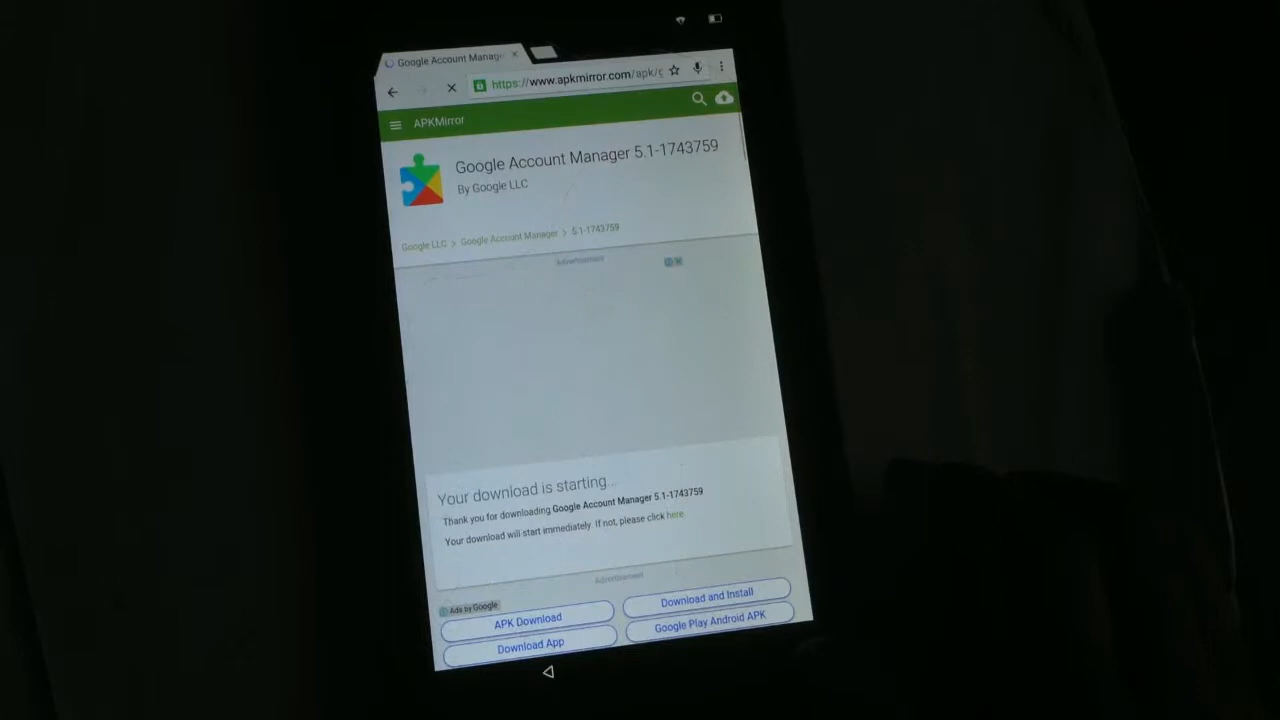 Google Account Manage
https://www.apkmirror.com/apk/g
APKMirror
Google Account Manager 5.1-1743759
By Google LLC
Google LLC > Google Account Manager > 5.1-1743759
Advertisement
Your download is starting...
Thank you for downloading Google Account Manager 5.1-1743759
Your download will start immediately. If not, please click here.
Advertisement
Ads by Google
APK Download
Download and Install
Download App
Google Play Android APK